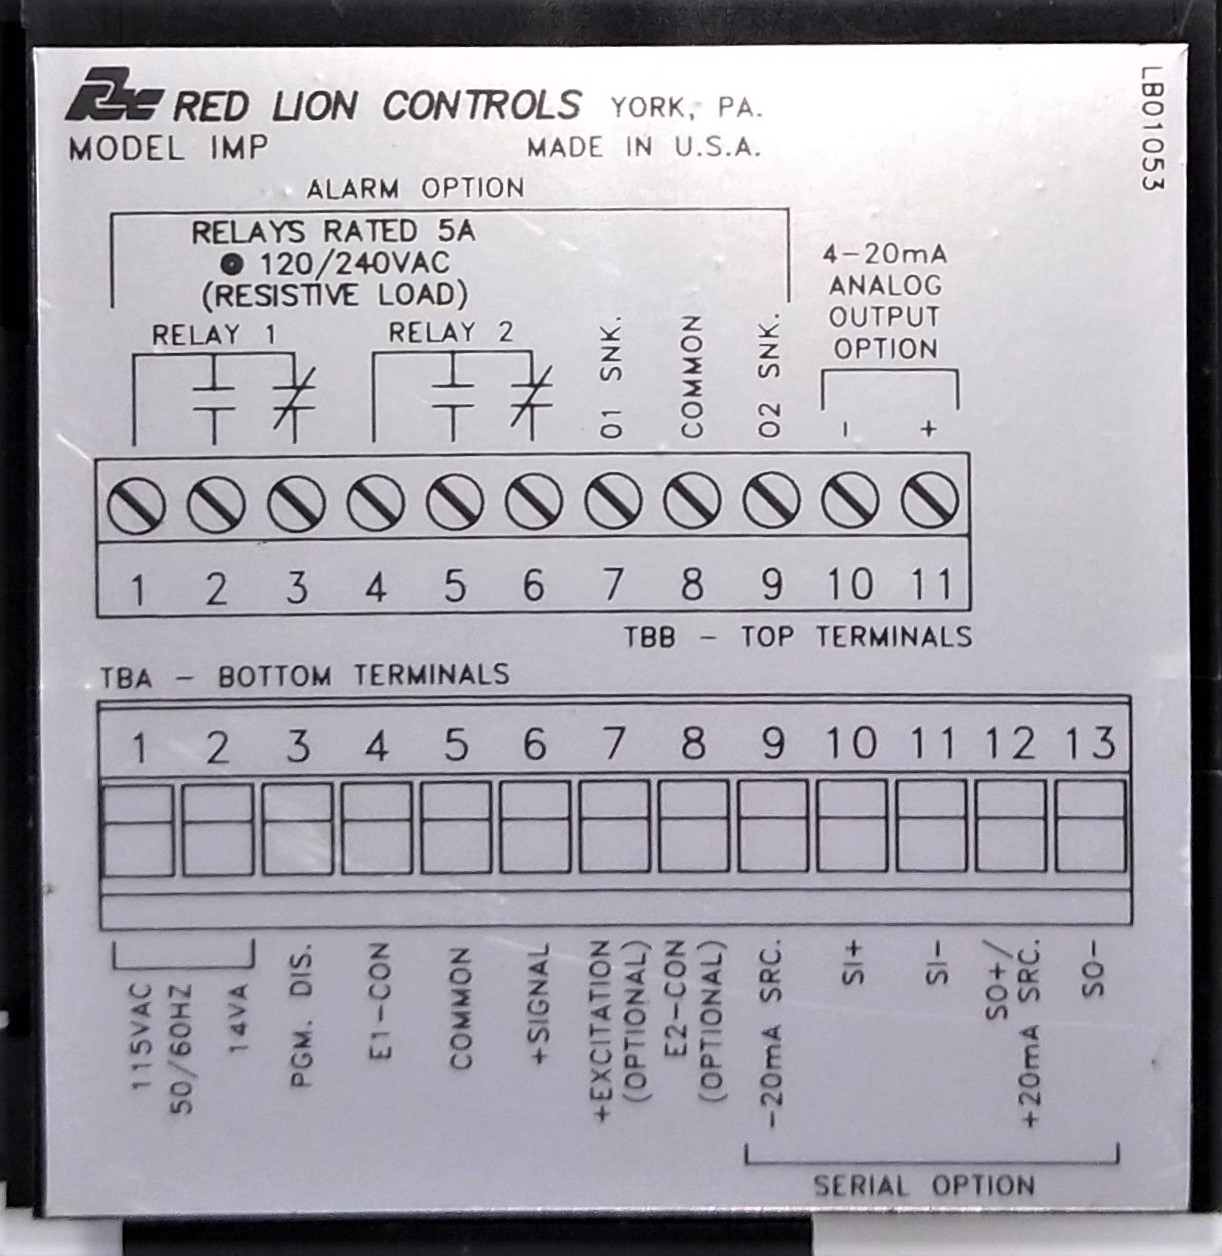 RLC RED LION CONTROLS YORK, PA.
MODEL IMP MADE IN U.S.A.
LB01053
ALARM OPTION
RELAYS RATED 5A
120/240VAC
(RESISTIVE LOAD)
RELAY 1 RELAY 2
O1 SNK.
COMMON
O2 SNK.
4-20mA
ANALOG
OUTPUT
OPTION
- +
1 2 3 4 5 6 7 8 9 10 11
TBB - TOP TERMINALS
TBA - BOTTOM TERMINALS
1 2 3 4 5 6 7 8 9 10 11 12 13
115VAC
50/60HZ
14VA
PGM. DIS.
E1-CON
COMMON
+SIGNAL
+EXCITATION
(OPTIONAL)
E2-CON
(OPTIONAL)
-20mA SRC.
SI+
SI-
SO+/
+20mA SRC.
SO-
SERIAL OPTION